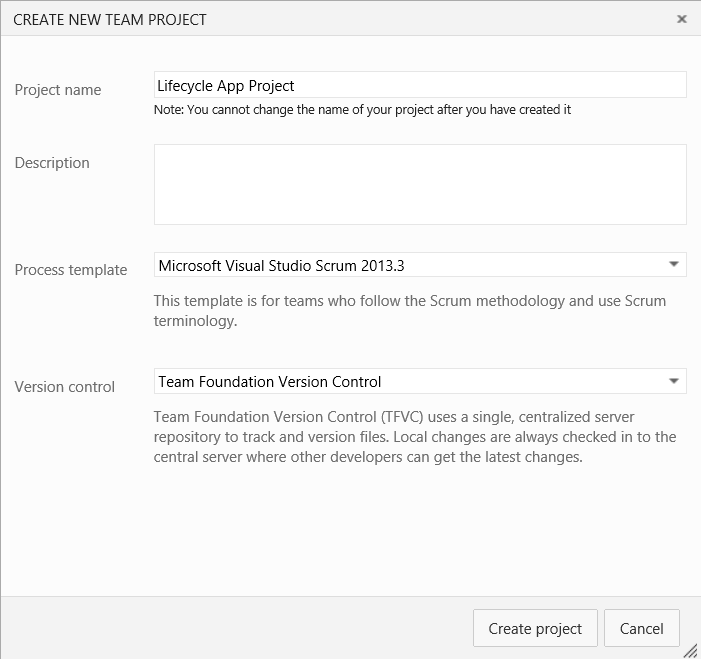 CREATE NEW TEAM PROJECT
Project name
Lifecycle App Project
Note: You cannot change the name of your project after you have created it
Description
Process template
Microsoft Visual Studio Scrum 2013.3
This template is for teams who follow the Scrum methodology and use Scrum
terminology.
Version control
Team Foundation Version Control
Team Foundation Version Control (TFVC) uses a single, centralized server
repository to track and version files. Local changes are always checked in to the
central server where other developers can get the latest changes.
Create project
Cancel